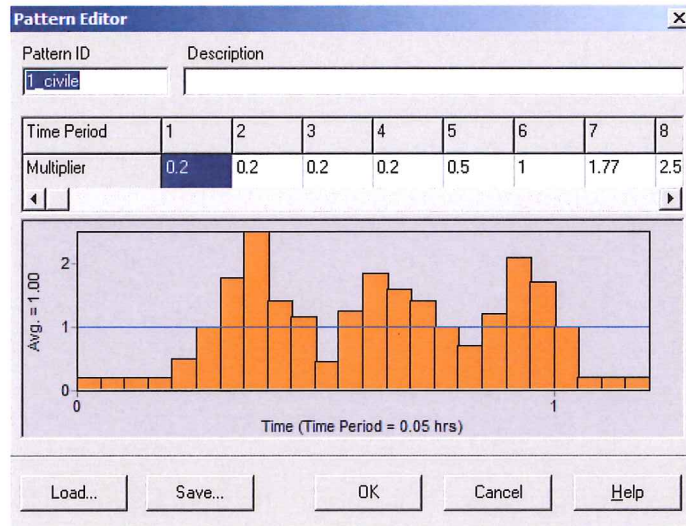 Pattern Editor
Pattern ID Description
1_civile
Time Period 1 2 3 4 5 6 7 8
Multiplier 0.2 0.2 0.2 0.2 0.5 1 1.77 2.5
Avg. = 1.00
2
1
0
0 1
Time (Time Period = 0.05 hrs)
Load... Save... OK Cancel Help